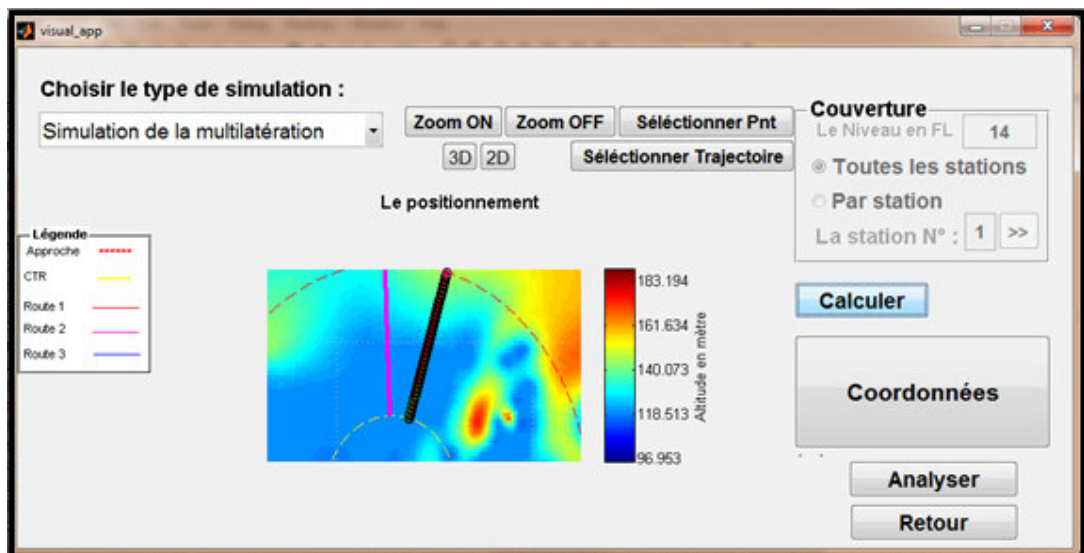 visual_app
Choisir le type de simulation :
Simulation de la multilatération
Zoom ON
Zoom OFF
Séléctionner Pnt
3D
2D
Séléctionner Trajectoire
Couverture
Le Niveau en FL
14
Toutes les stations
Par station
La station N° :
1
>>
Le positionnement
Légende
Approche
CTR
Route 1
Route 2
Route 3
183.194
161.634
140.073
118.513
96.953
Altitude en mètre
Calculer
Coordonnées
Analyser
Retour